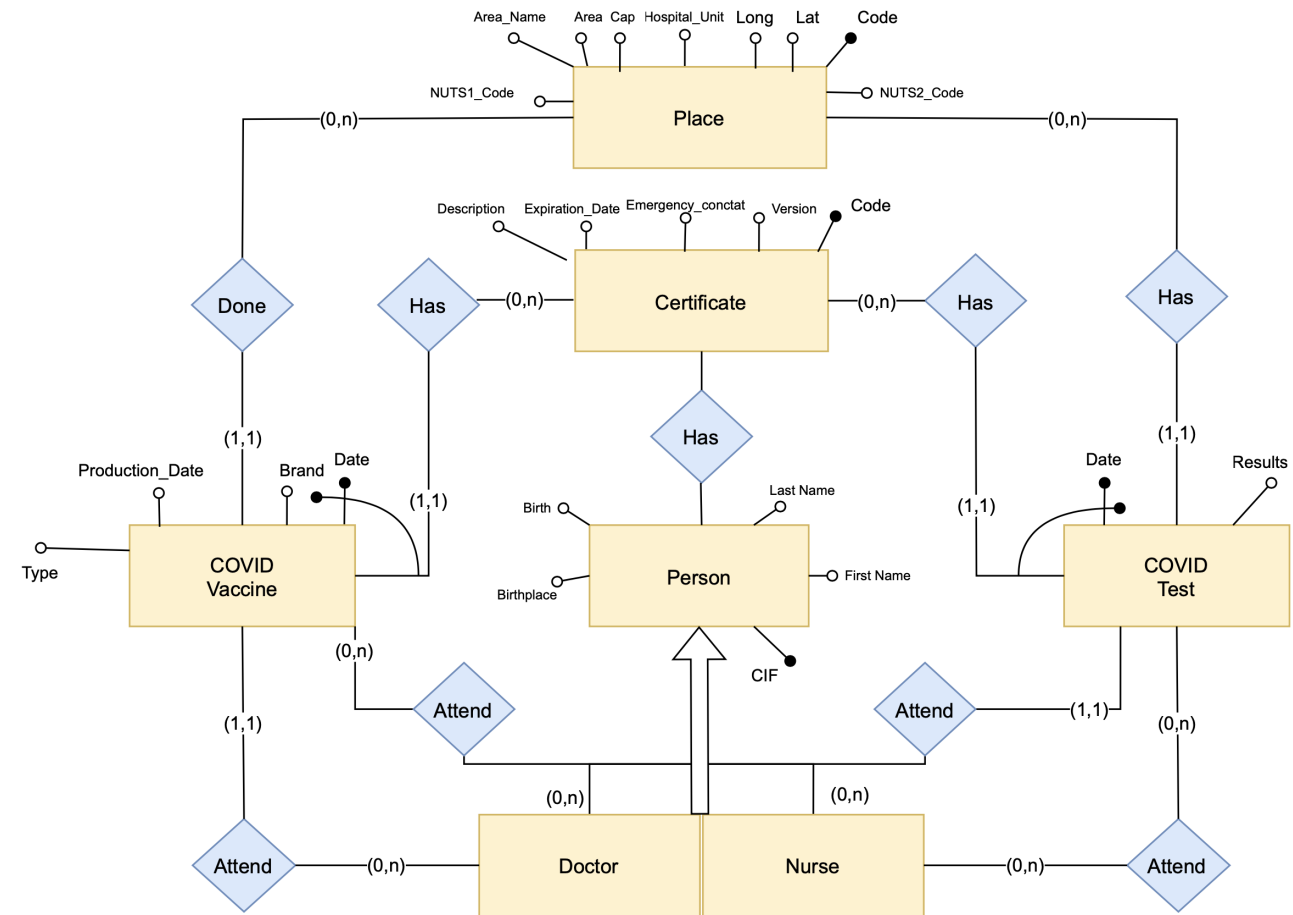 Area_Name
Area
Cap
Hospital_Unit
Long
Lat
Code
NUTS1_Code
NUTS2_Code
Place
(0,n)
(0,n)
Description
Expiration_Date
Emergency_conctat
Version
Code
Done
Has
(0,n)
Certificate
(0,n)
Has
Has
(1,1)
Has
(1,1)
Production_Date
Brand
Date
(1,1)
Birth
Last Name
(1,1)
Date
Results
Type
COVID
Vaccine
Birthplace
Person
First Name
COVID
Test
(0,n)
CIF
(1,1)
Attend
Attend
(1,1)
(0,n)
(0,n)
(0,n)
Attend
(0,n)
Doctor
Nurse
(0,n)
Attend